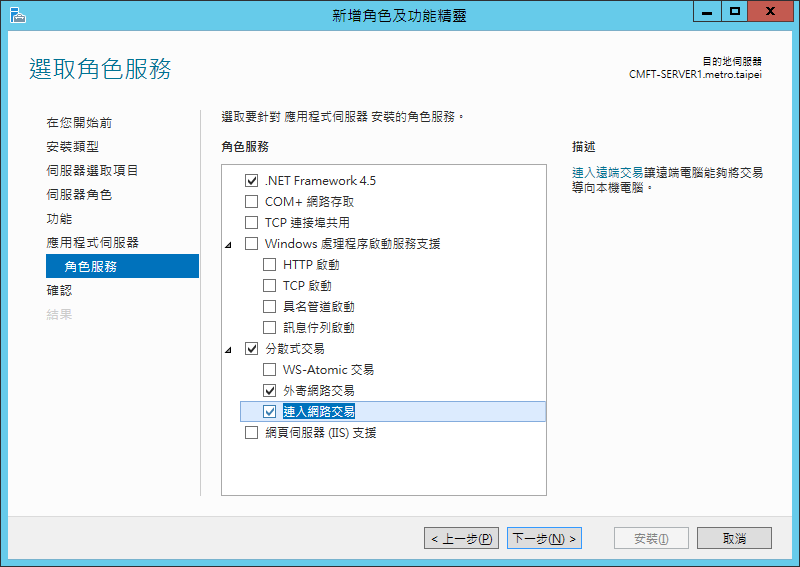 新增角色及功能精靈
選取角色服務
目的地伺服器
CMFT-SERVER1.metro.taipei
在您開始前
安裝類型
伺服器選取項目
伺服器角色
功能
應用程式伺服器
角色服務
確認
結果
選取要針對 應用程式伺服器 安裝的角色服務。
角色服務
.NET Framework 4.5
COM+ 網路存取
TCP 連接埠共用
Windows 處理程序啟動服務支援
HTTP 啟動
TCP 啟動
具名管道啟動
訊息佇列啟動
分散式交易
WS-Atomic 交易
外寄網路交易
連入網路交易
網頁伺服器 (IIS) 支援
描述
連入遠端交易讓遠端電腦能夠將交易
導向本機電腦。
< 上一步(P)
下一步(N) >
安裝(I)
取消